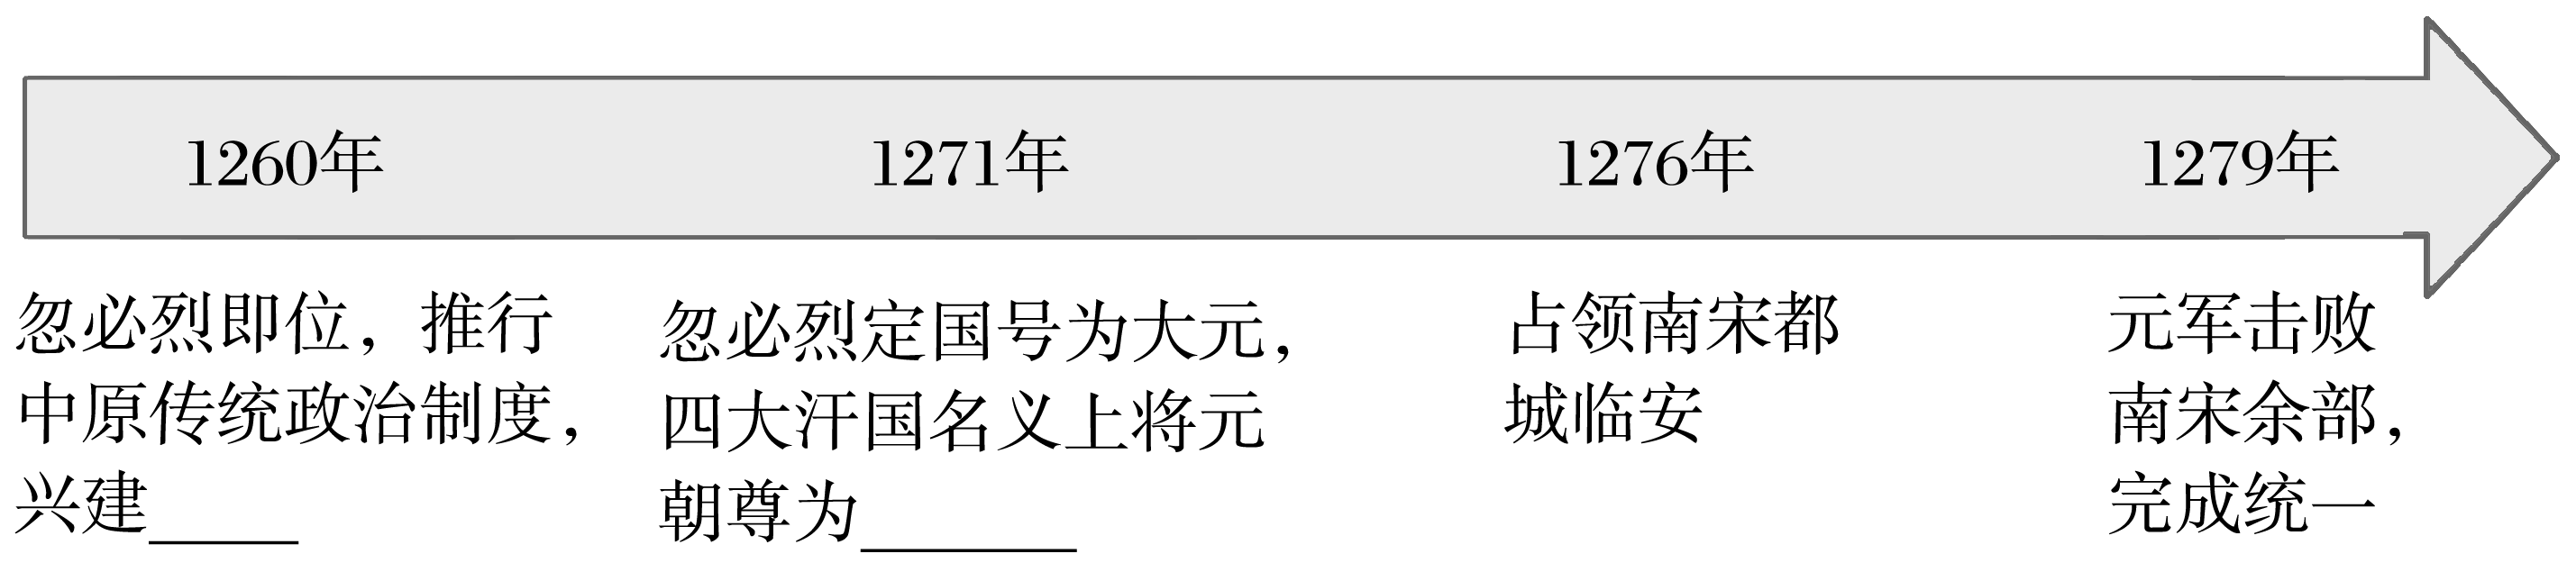 1260年 1271年 1276年 1279年
忽必烈即位，推行
中原传统政治制度，
兴建____
忽必烈定国号为大元，
四大汗国名义上将元
朝尊为______
占领南宋都
城临安
元军击败
南宋余部，
完成统一